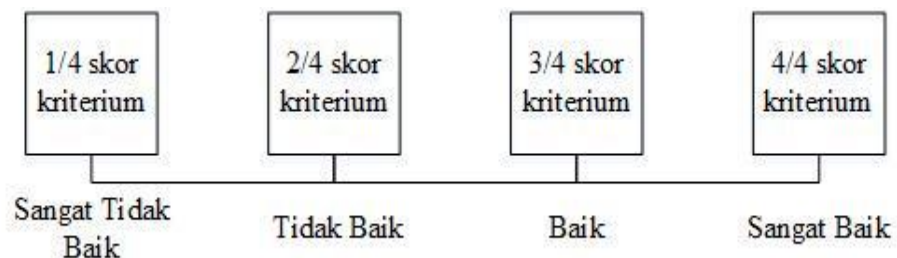 1/4 skor
kriterium
2/4 skor
kriterium
3/4 skor
kriterium
4/4 skor
kriterium
Sangat Tidak
Baik
Tidak Baik
Baik
Sangat Baik